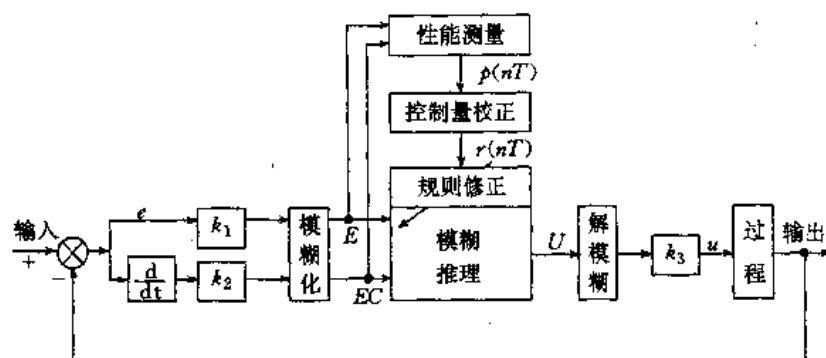 性能测量
p(nT)
控制量校正
r(nT)
规则修正
输入
+
−
e
k₁
d
dt
k₂
模糊化
E
EC
模糊
推理
U
解模糊
k₃
u
过程
输出